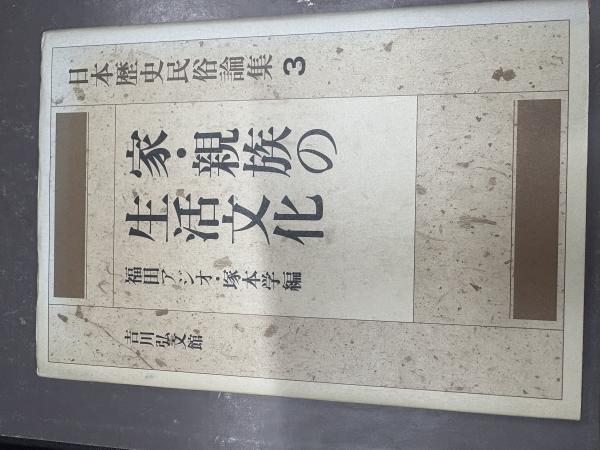 日本歴史民俗論集 3
家・親族の
生活文化
福田アジオ・塚本学編
吉川弘文館